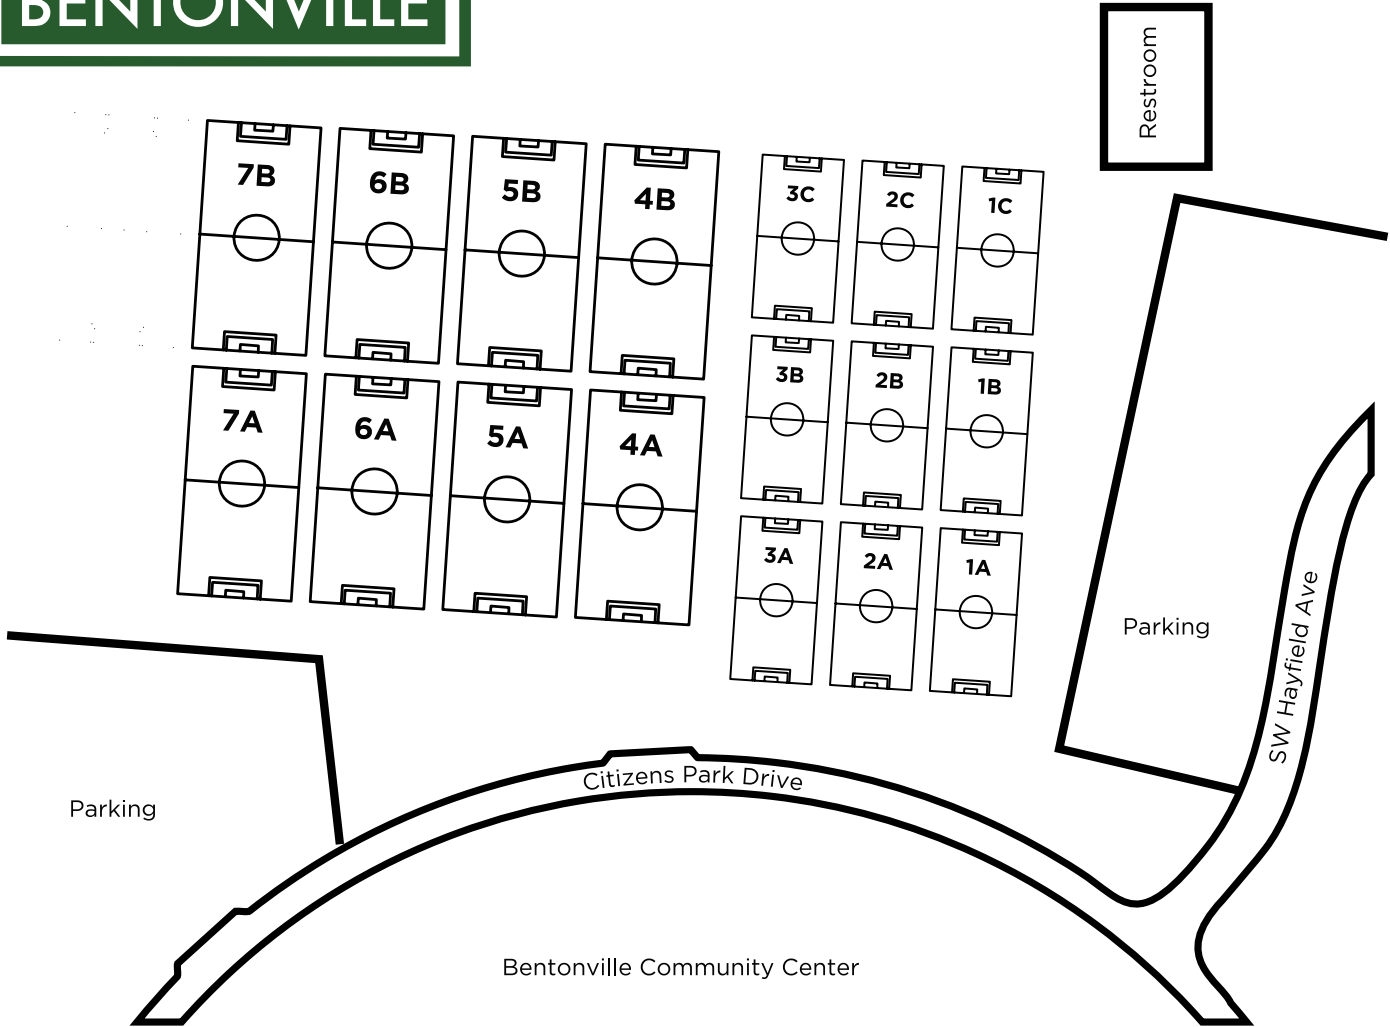 BENTONVILLE
Restroom
7B
6B
5B
4B
3C
2C
1C
3B
2B
1B
7A
6A
5A
4A
3A
2A
1A
Parking
SW Hayfield Ave
Citizens Park Drive
Parking
Bentonville Community Center